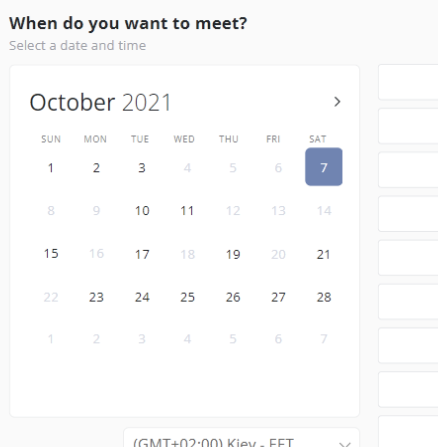 When do you want to meet?
Select a date and time
October 2021 >
SUN MON TUE WED THU FRI SAT
1 2 3 4 5 6 7
8 9 10 11 12 13 14
15 16 17 18 19 20 21
22 23 24 25 26 27 28
1 2 3 4 5 6 7
(GMT+02:00) Kiev - EET